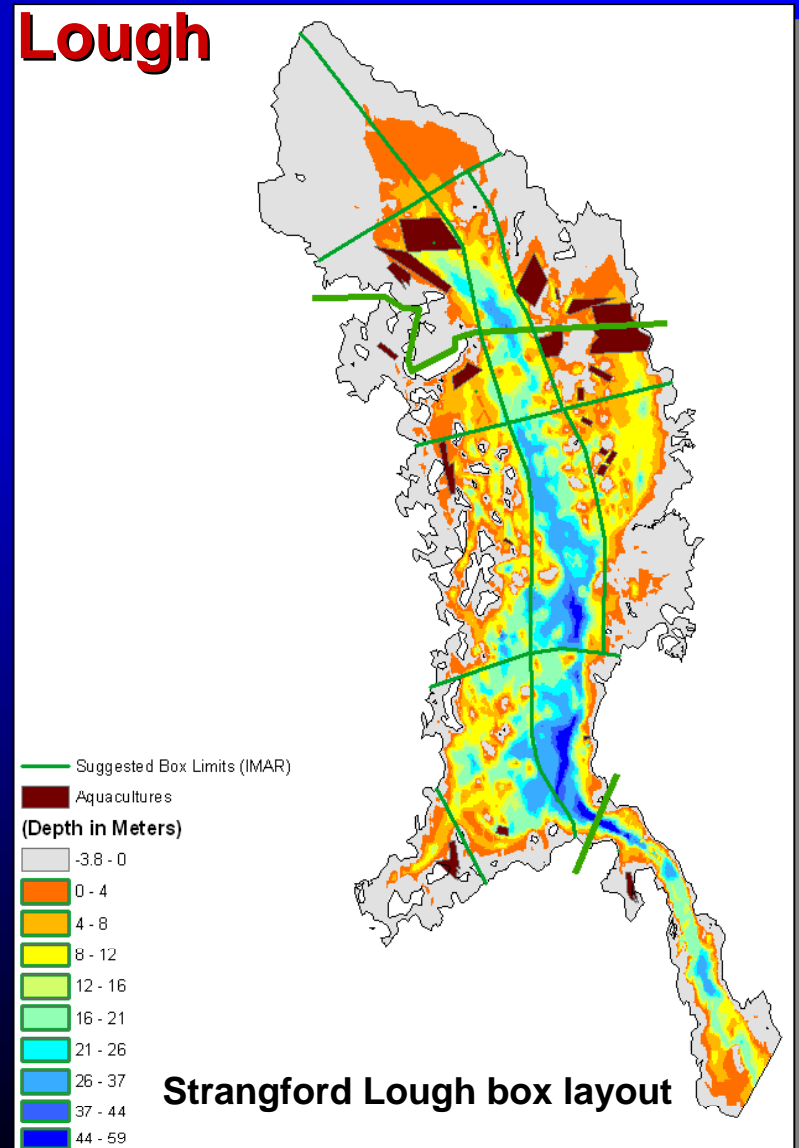 Lough
Suggested Box Limits (IMAR)
Aquacultures
(Depth in Meters)
-3.8 - 0
0 - 4
4 - 8
8 - 12
12 - 16
16 - 21
21 - 26
26 - 37
37 - 44
44 - 59
Strangford Lough box layout